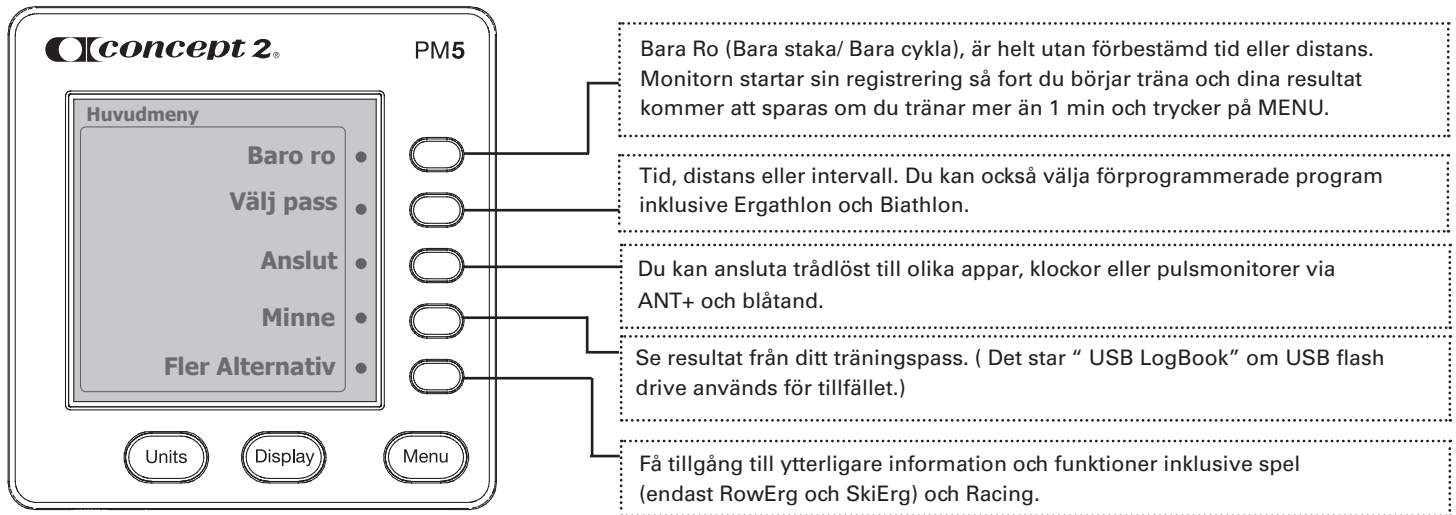 concept 2® PM5
Huvudmeny
Baro ro
Välj pass
Anslut
Minne
Fler Alternativ
Units Display Menu
Bara Ro (Bara staka/ Bara cykla), är helt utan förbestämd tid eller distans.
Monitorn startar sin registrering så fort du börjar träna och dina resultat
kommer att sparas om du tränar mer än 1 min och trycker på MENU.
Tid, distans eller intervall. Du kan också välja förprogrammerade program
inklusive Ergathlon och Biathlon.
Du kan ansluta trådlöst till olika appar, klockor eller pulsmonitorer via
ANT+ och blåtand.
Se resultat från ditt träningspass. ( Det star “ USB LogBook” om USB flash
drive används för tillfället.)
Få tillgång till ytterligare information och funktioner inklusive spel
(endast RowErg och SkiErg) och Racing.